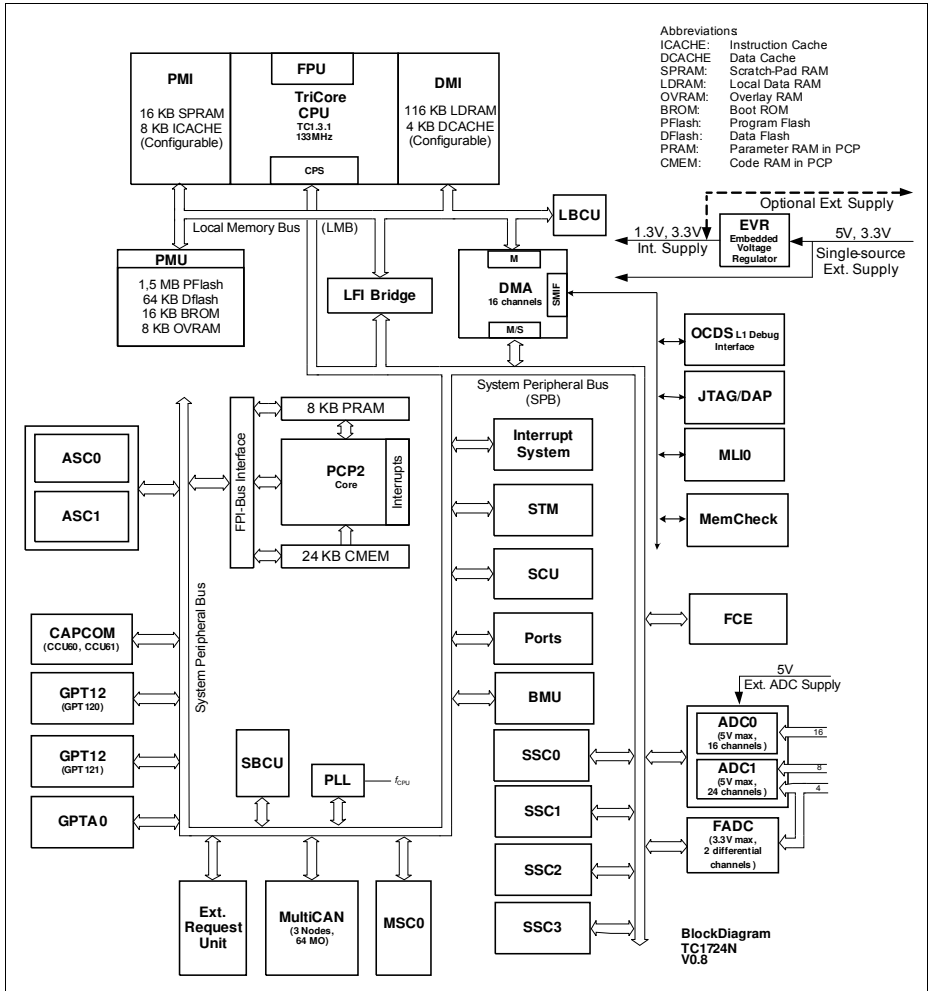 Abbreviations:
ICACHE: Instruction Cache
DCACHE Data Cache
SPRAM: Scratch-Pad RAM
LDRAM: Local Data RAM
OVRAM: Overlay RAM
BROM: Boot ROM
PFlash: Program Flash
DFlash: Data Flash
PRAM: Parameter RAM in PCP
CMEM: Code RAM in PCP
PMI
16 KB SPRAM
8 KB ICACHE
(Configurable)
FPU
TriCore
CPU
TC1.3.1
133MHz
CPS
DMI
116 KB LDRAM
4 KB DCACHE
(Configurable)
Local Memory Bus (LMB)
LBCU
Optional Ext. Supply
1.3V, 3.3V
Int. Supply
EVR
Embedded
Voltage
Regulator
5V, 3.3V
Single-source
Ext. Supply
PMU
1,5 MB PFlash
64 KB Dflash
16 KB BROM
8 KB OVRAM
LFI Bridge
M
DMA
16 channels
SMIF
M/S
System Peripheral Bus
(SPB)
OCDS L1 Debug
Interface
JTAG/DAP
MLI0
MemCheck
ASC0
ASC1
FPI-Bus Interface
8 KB PRAM
PCP2
Core
Interrupts
24 KB CMEM
System Peripheral Bus
Interrupt
System
STM
SCU
Ports
BMU
FCE
CAPCOM
(CCU60, CCU61)
GPT12
(GPT120)
GPT12
(GPT121)
GPTA0
SBCU
PLL
fCPU
SSC0
SSC1
SSC2
SSC3
5V
Ext. ADC Supply
ADC0
(5V max,
16 channels)
16
ADC1
(5V max,
24 channels)
8
4
FADC
(3.3V max,
2 differential
channels)
Ext.
Request
Unit
MultiCAN
(3 Nodes,
64 MO)
MSC0
BlockDiagram
TC1724N
V0.8